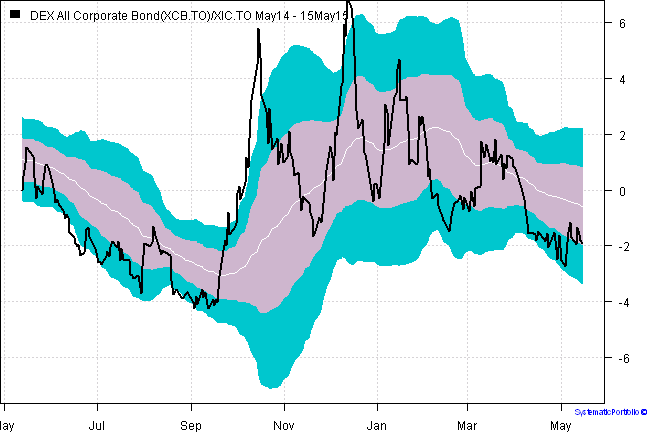 DEX All Corporate Bond(XCB.TO)/XIC.TO May14 - 15May15
6
4
2
0
-2
-4
-6
lay Jul Sep Nov Jan Mar May
SystematicPortfolio ©